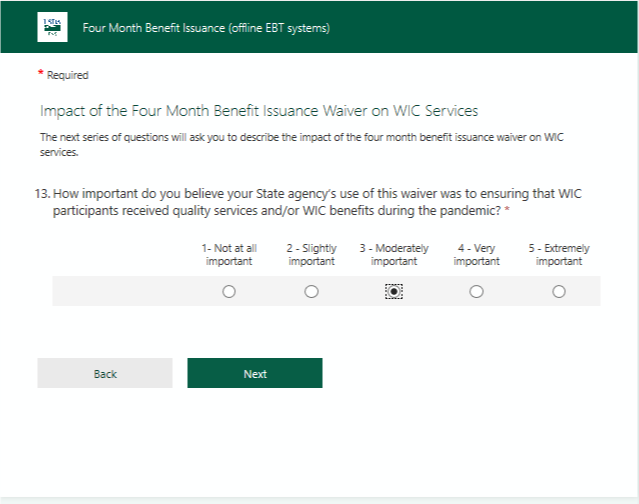 Four Month Benefit Issuance (offline EBT systems)
* Required
Impact of the Four Month Benefit Issuance Waiver on WIC Services
The next series of questions will ask you to describe the impact of the four month benefit issuance waiver on WIC
services.
13. How important do you believe your State agency's use of this waiver was to ensuring that WIC
participants received quality services and/or WIC benefits during the pandemic? *
1- Not at all important
2 - Slightly important
3 - Moderately important
4 - Very important
5 - Extremely important
Back
Next